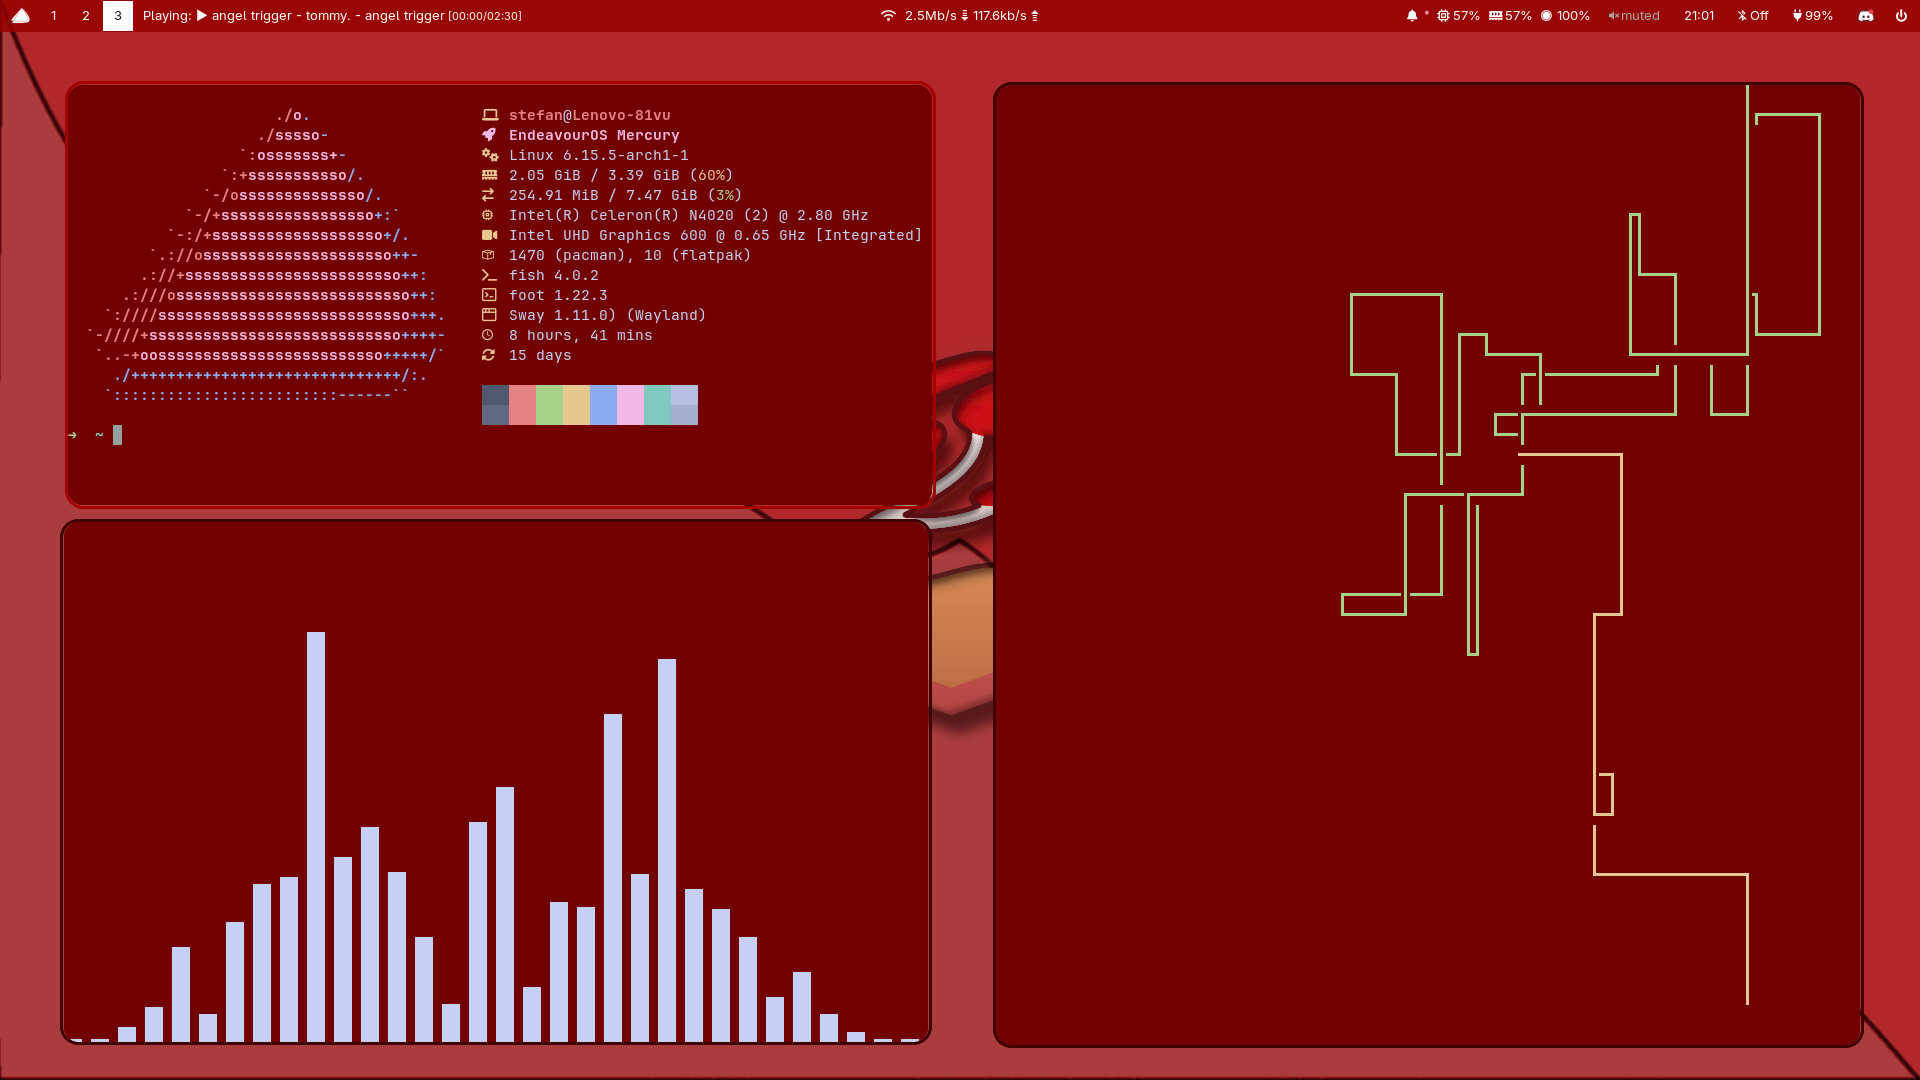 1 2 3 Playing: ▶ angel trigger - tommy. - angel trigger [00:00/02:30] 2.5Mb/s 117.6kb/s 57% 57% 100% muted 21:01 Off 99%
./o.
./sssso-
`:osssssss+-
`:+sssssssssso/.
`-/ossssssssssssso/.
`-/+sssssssssssssssso+:`
`-:/+sssssssssssssssssso+/.
`.://osssssssssssssssssssso++-
.://+ssssssssssssssssssssssso++:
.:///ossssssssssssssssssssssssso++:
`:////ssssssssssssssssssssssssssso+++.
`-////+ssssssssssssssssssssssssssso++++-
`..-+oosssssssssssssssssssssssso+++++/`
./++++++++++++++++++++++++++++++/:.
`:::::::::::::::::::::::::------``
stefan@Lenovo-81vu
EndeavourOS Mercury
Linux 6.15.5-arch1-1
2.05 GiB / 3.39 GiB (60%)
254.91 MiB / 7.47 GiB (3%)
Intel(R) Celeron(R) N4020 (2) @ 2.80 GHz
Intel UHD Graphics 600 @ 0.65 GHz [Integrated]
1470 (pacman), 10 (flatpak)
fish 4.0.2
foot 1.22.3
Sway 1.11.0) (Wayland)
8 hours, 41 mins
15 days
➜ ~